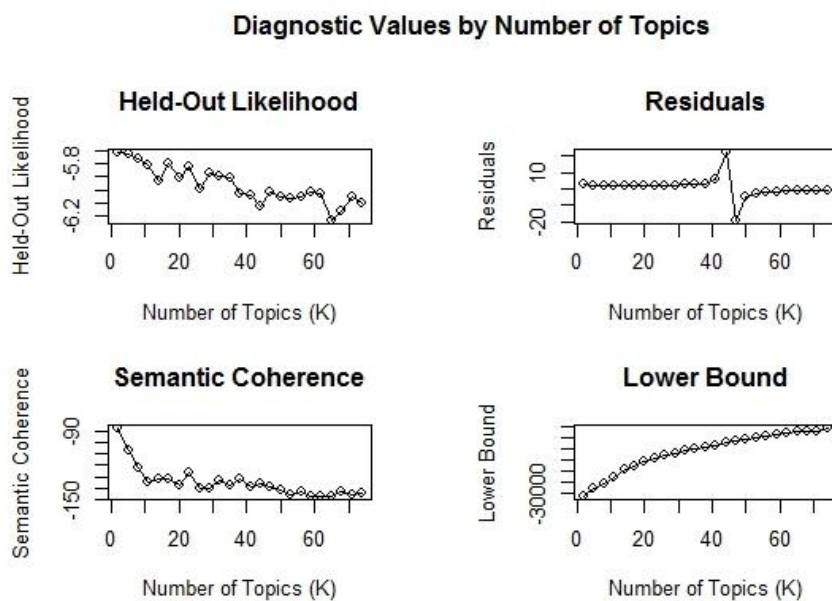 Diagnostic Values by Number of Topics
Held-Out Likelihood
Held-Out Likelihood
-5.8
-6.2
0 20 40 60
Number of Topics (K)
Residuals
Residuals
10
-20
0 20 40 60
Number of Topics (K)
Semantic Coherence
Semantic Coherence
-90
-150
0 20 40 60
Number of Topics (K)
Lower Bound
Lower Bound
-30000
0 20 40 60
Number of Topics (K)